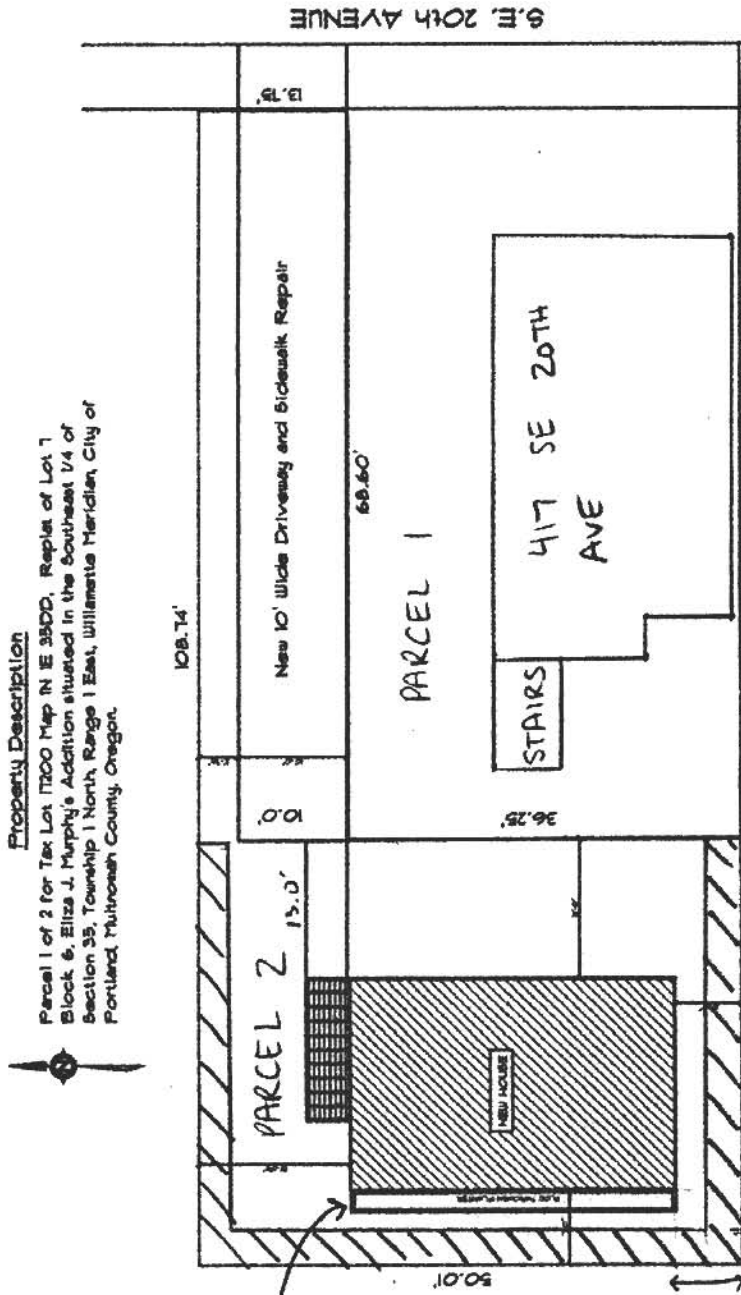 Property Description
Parcel 1 of 2 for Tax Lot 17200 Map 1N 1E 35DD, Replat of Lot 7
Block 6, Eliza J. Murphy's Addition situated in the Southeast 1/4 of
Section 35, Township 1 North, Range 1 East, Willamette Meridian, City of
Portland, Multnomah County, Oregon.
N
108.74'
S.E. 20th AVENUE
13.75'
New 10' Wide Driveway and Sidewalk Repair
68.60'
10.0'
PARCEL 1
417 SE 20TH
AVE
STAIRS
36.25'
PARCEL 2
13.0'
NEW HOUSE
FLOW THROUGH PLANTER
50.01'